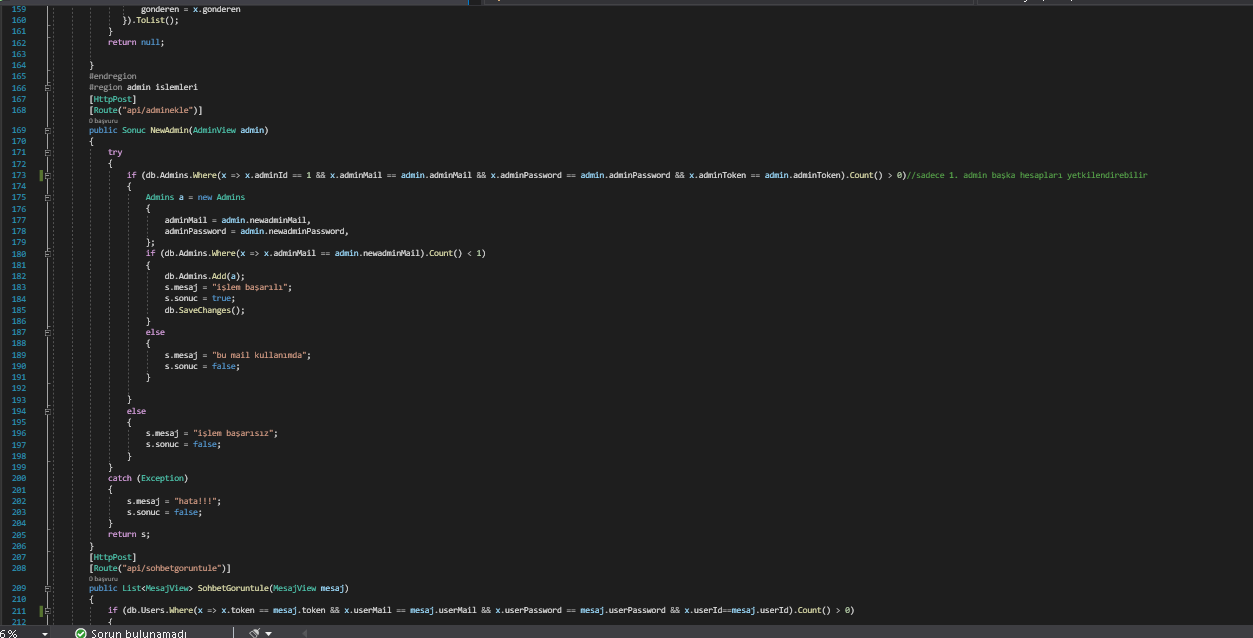 159 gonderen = x.gonderen
160 }).ToList();
161 }
162 return null;
163
164 }
165 #endregion
166 #region admin islemleri
167 [HttpPost]
168 [Route("api/adminekle")]
0 başvuru
169 public Sonuc NewAdmin(AdminView admin)
170 {
171 try
172 {
173 if (db.Admins.Where(x => x.adminId == 1 && x.adminMail == admin.adminMail && x.adminPassword == admin.adminPassword && x.adminToken == admin.adminToken).Count() > 0)//sadece 1. admin başka hesapları yetkilendirebilir
174 {
175 Admins a = new Admins
176 {
177 adminMail = admin.newadminMail,
178 adminPassword = admin.newadminPassword,
179 };
180 if (db.Admins.Where(x => x.adminMail == admin.newadminMail).Count() < 1)
181 {
182 db.Admins.Add(a);
183 s.mesaj = "işlem başarılı";
184 s.sonuc = true;
185 db.SaveChanges();
186 }
187 else
188 {
189 s.mesaj = "bu mail kullanımda";
190 s.sonuc = false;
191 }
192
193 }
194 else
195 {
196 s.mesaj = "işlem başarısız";
197 s.sonuc = false;
198 }
199 }
200 catch (Exception)
201 {
202 s.mesaj = "hata!!!";
203 s.sonuc = false;
204 }
205 return s;
206 }
207 [HttpPost]
208 [Route("api/sohbetgoruntule")]
0 başvuru
209 public List<MesajView> SohbetGoruntule(MesajView mesaj)
210 {
211 if (db.Users.Where(x => x.token == mesaj.token && x.userMail == mesaj.userMail && x.userPassword == mesaj.userPassword && x.userId==mesaj.userId).Count() > 0)
212 {
6% Sorun bulunamadı